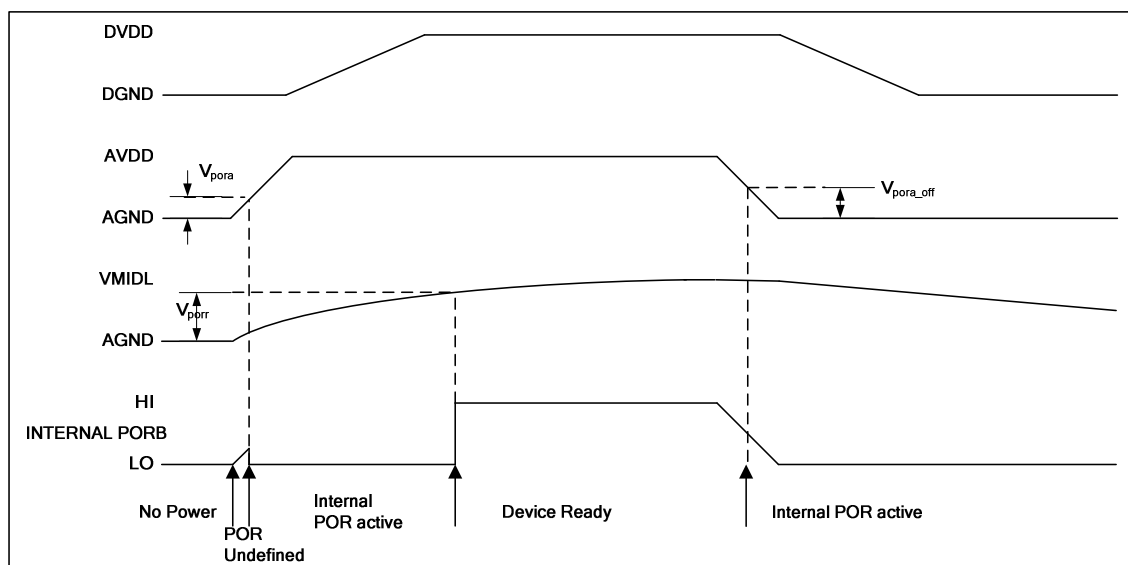 DVDD
DGND
AVDD
Vpora
Vpora_off
AGND
VMIDL
Vporr
AGND
HI
INTERNAL PORB
LO
No Power
POR
Undefined
Internal
POR active
Device Ready
Internal POR active